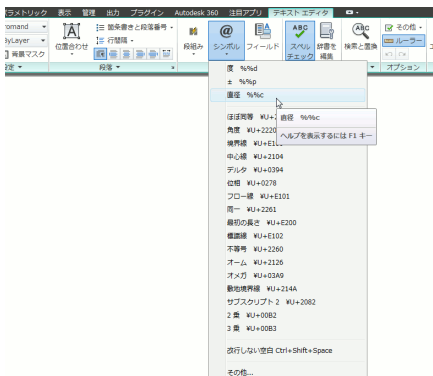 パラメトリック 表示 管理 出力 プラグイン Autodesk 360 注目アプリ テキスト エディタ
romand
ByLayer
背景マスク
位置合わせ
箇条書きと段落番号
行間隔
段組み
@
シンボル
フィールド
ABC
スペル
チェック
辞書を
編集
ABC
検索と置換
その他
ルーラー
設定
段落
オプション
度 %%d
± %%p
直径 %%c
ほぼ同等 ¥U+2
角度 ¥U+2220
境界線 ¥U+E10
中心線 ¥U+2104
デルタ ¥U+0394
位相 ¥U+0278
フロー線 ¥U+E101
同一 ¥U+2261
最初の長さ ¥U+E200
標識線 ¥U+E102
不等号 ¥U+2260
オーム ¥U+2126
オメガ ¥U+03A9
敷地境界線 ¥U+214A
サブスクリプト 2 ¥U+2082
2 乗 ¥U+00B2
3 乗 ¥U+00B3
改行しない空白 Ctrl+Shift+Space
その他...
直径 %%c
ヘルプを表示するには F1 キー